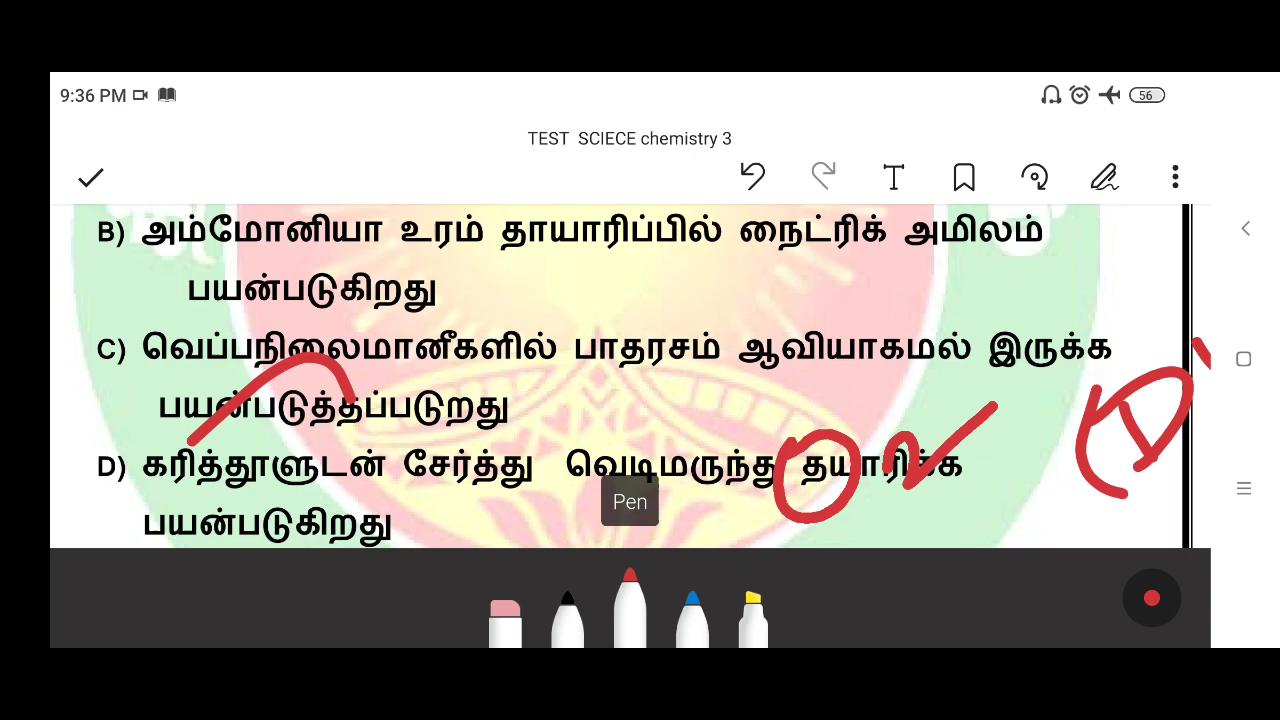 9:36 PM
56
TEST SCIECE chemistry 3
B) அம்மோனியா உரம் தாயாரிப்பில் நைட்ரிக் அமிலம்
பயன்படுகிறது
C) வெப்பநிலைமானீகளில் பாதரசம் ஆவியாகமல் இருக்க
பயன்படுத்தப்படுறது
D) கரித்தூளுடன் சேர்த்து வெடிமருந்து தயாரிக்க
பயன்படுகிறது
Pen